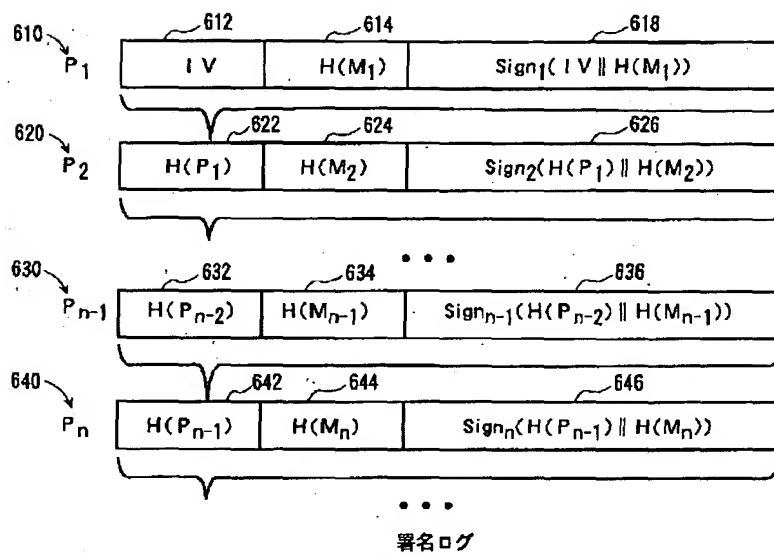 612 614 618
610
P1 IV H(M1) Sign1(IV‖H(M1))
620 622 624 626
P2 H(P1) H(M2) Sign2(H(P1)‖H(M2))
•••
630 632 634 636
Pn-1 H(Pn-2) H(Mn-1) Signn-1(H(Pn-2)‖H(Mn-1))
640 642 644 646
Pn H(Pn-1) H(Mn) Signn(H(Pn-1)‖H(Mn))
•••
署名ログ